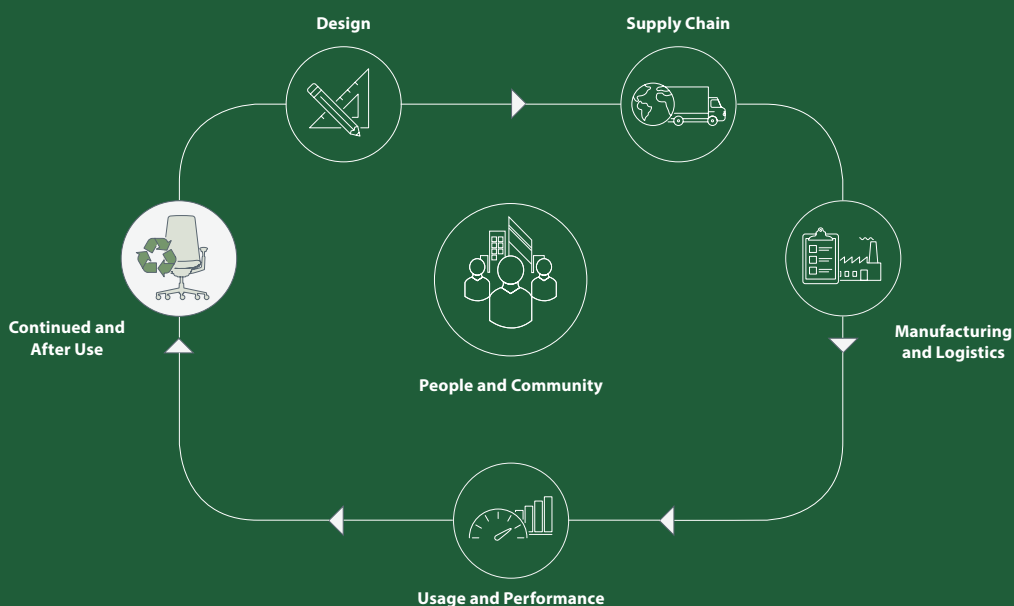 Design
Supply Chain
Continued and
After Use
Manufacturing
and Logistics
People and Community
Usage and Performance